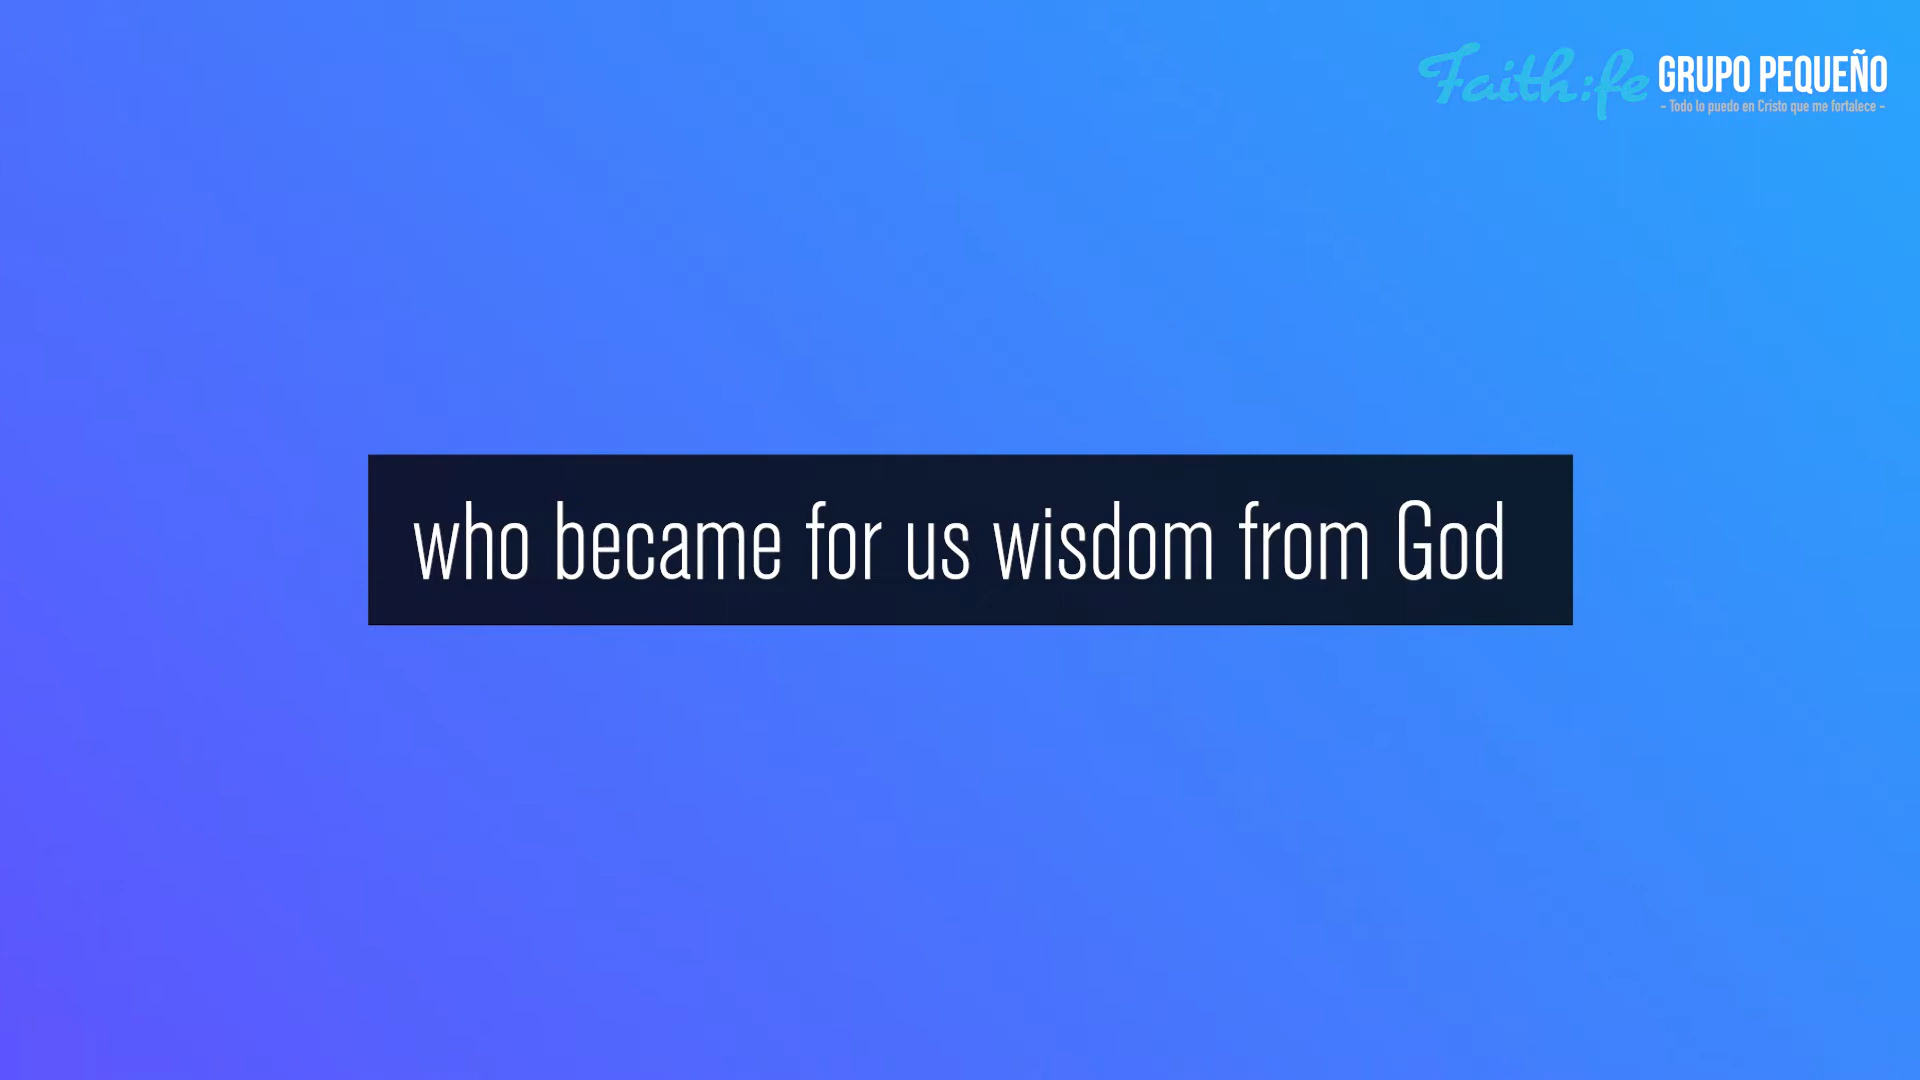 Faith:fe GRUPO PEQUEÑO
- Todo lo puedo en Cristo que me fortalece -
who became for us wisdom from God